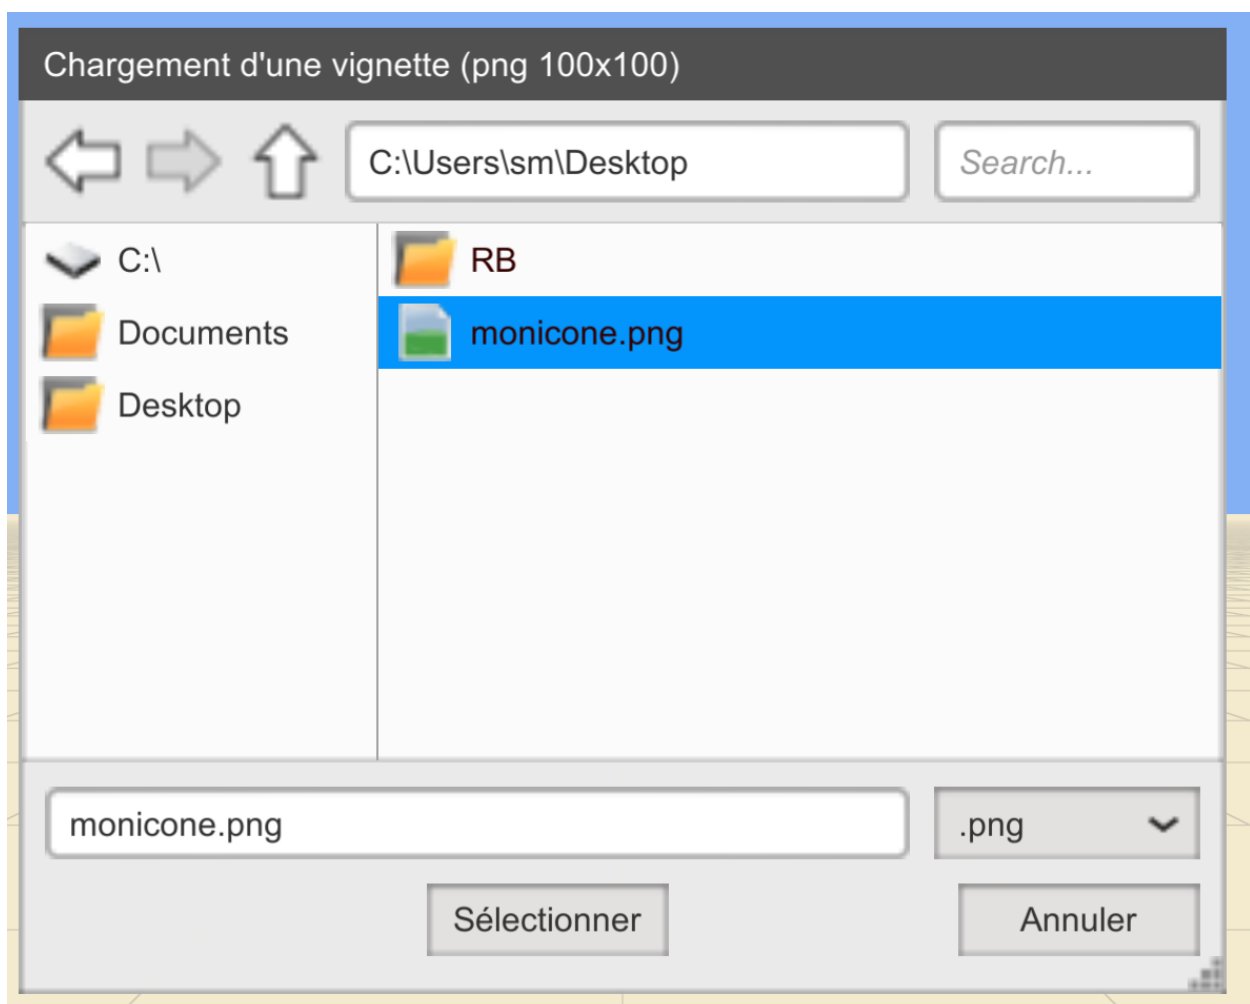 Chargement d'une vignette (png 100x100)
C:\Users\sm\Desktop
Search...
C:\
Documents
Desktop
RB
monicone.png
monicone.png
.png
Sélectionner
Annuler